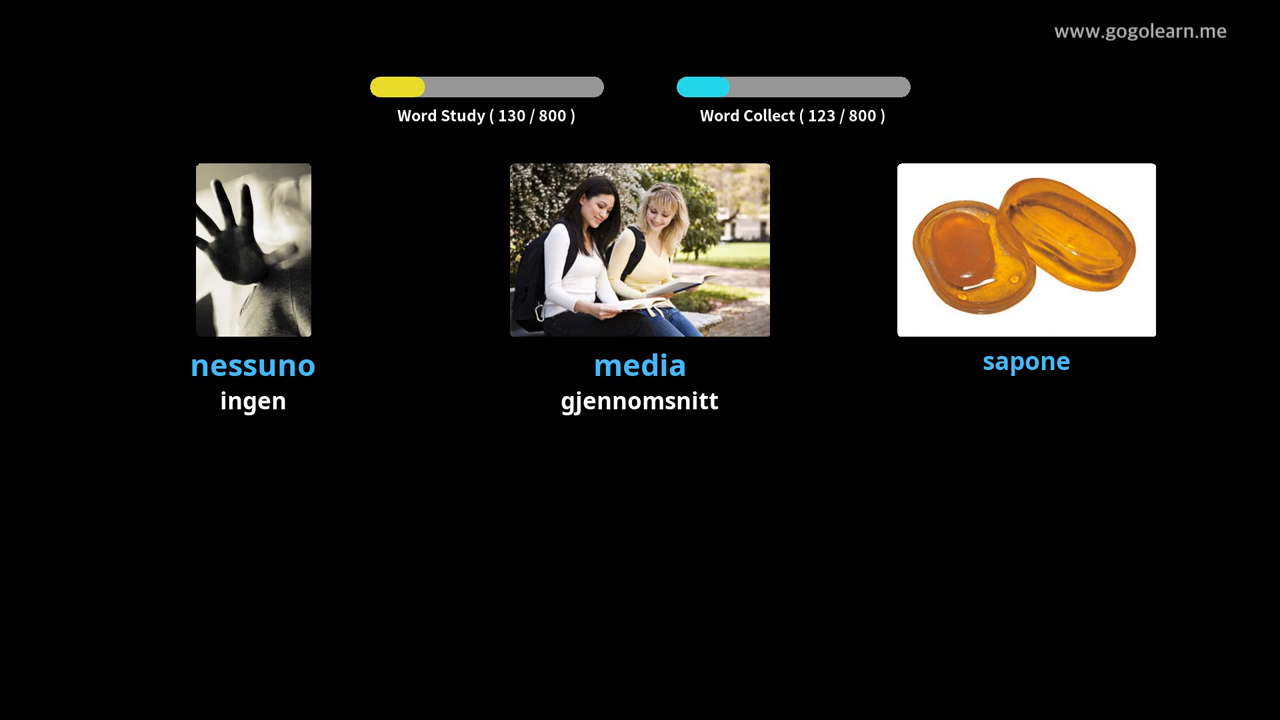 www.gogolearn.me
Word Study ( 130 / 800 )
Word Collect ( 123 / 800 )
nessuno
ingen
media
gjennomsnitt
sapone